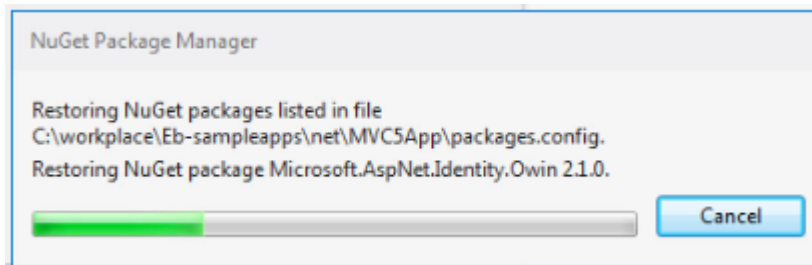 NuGet Package Manager
Restoring NuGet packages listed in file
C:\workplace\Eb-sampleapps\net\MVC5App\packages.config.
Restoring NuGet package Microsoft.AspNet.Identity.Owin 2.1.0.
Cancel